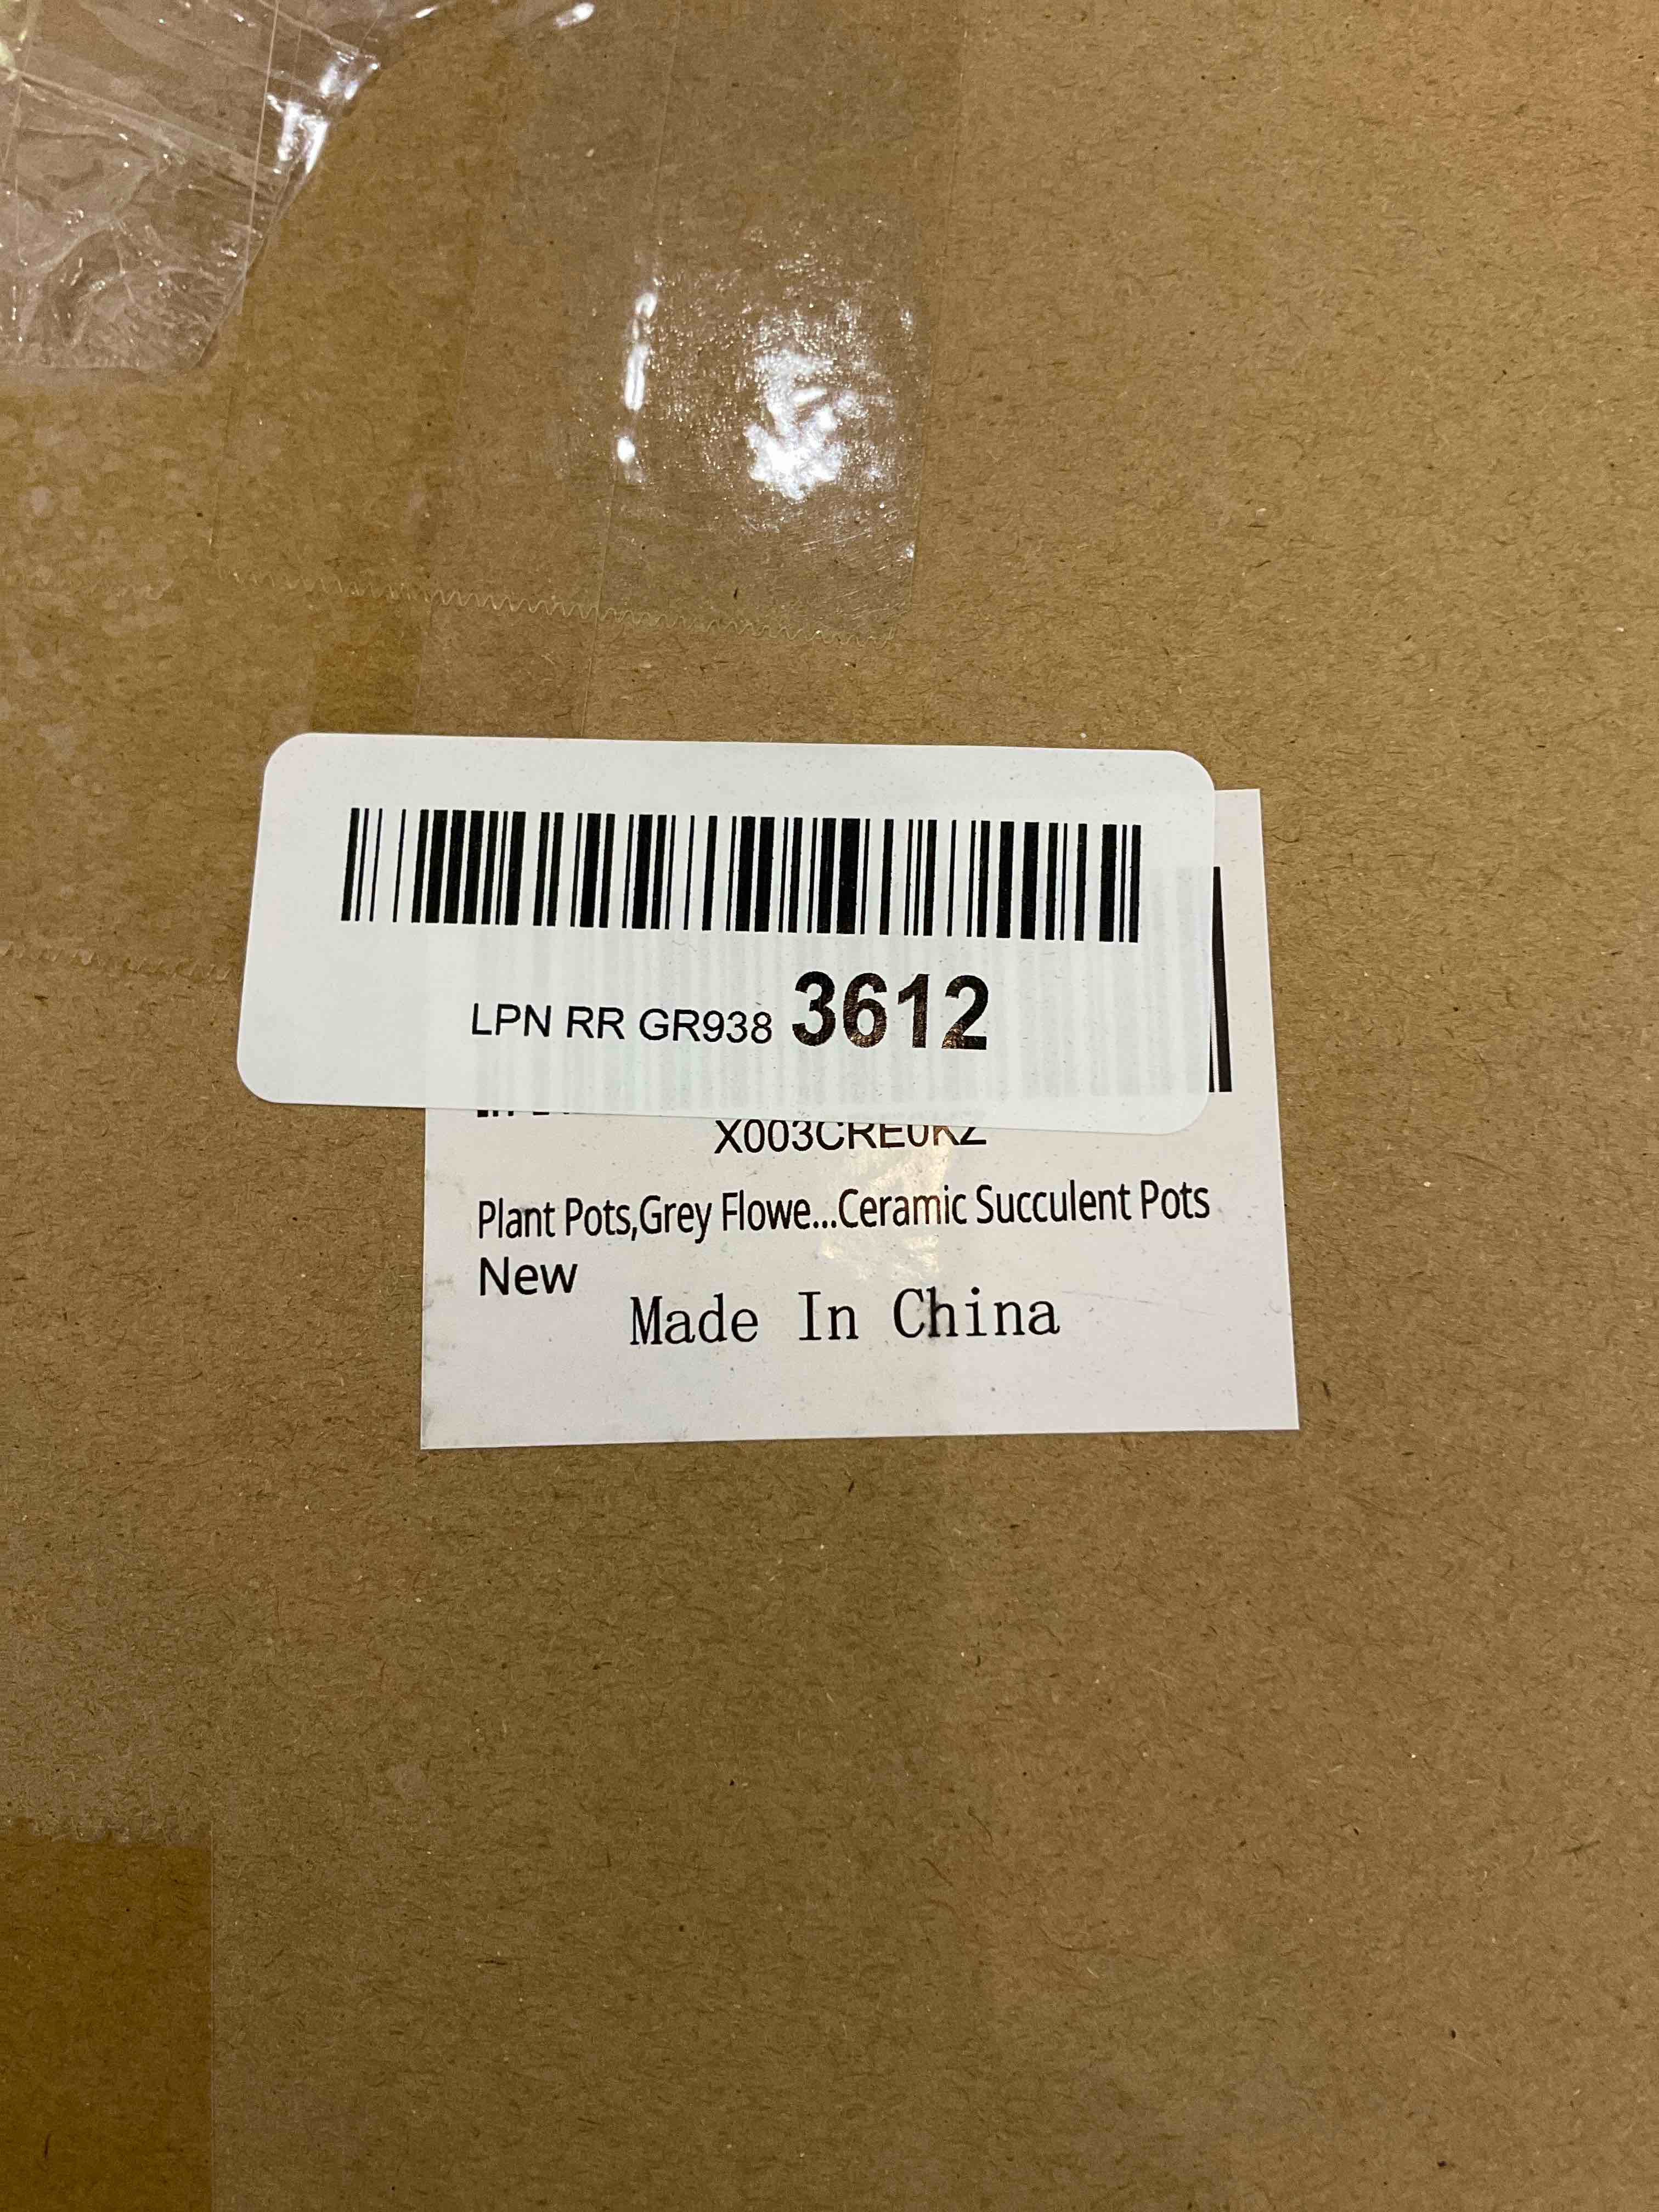 LPN RR GR938 3612
X003CRE0KZ
Plant Pots,Grey Flowe...Ceramic Succulent Pots
New
Made In China